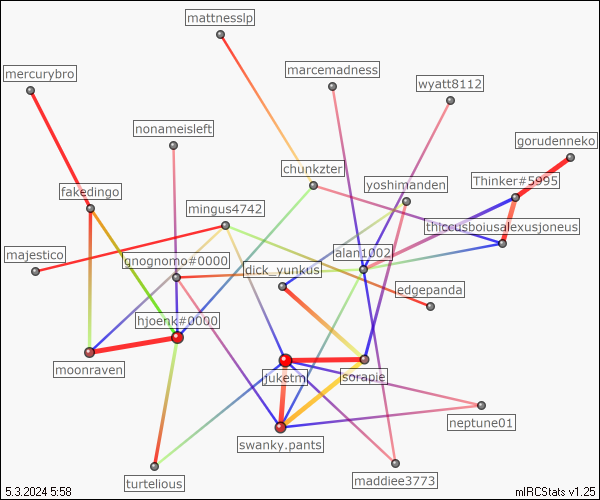 mattnesslp
mercurybro
marcemadness
wyatt8112
nonameisleft
gorudenneko
chunkzter
yoshimanden
Thinker#5995
fakedingo
mingus4742
thiccusboiusalexusjoneus
majestico
gnognomo#0000
alan1002
dick_yunkus
edgepanda
hjoenk#0000
moonraven
juketm
sorapie
neptune01
swanky.pants
turtelious
maddiee3773
5.3.2024 5:58
mIRCStats v1.25